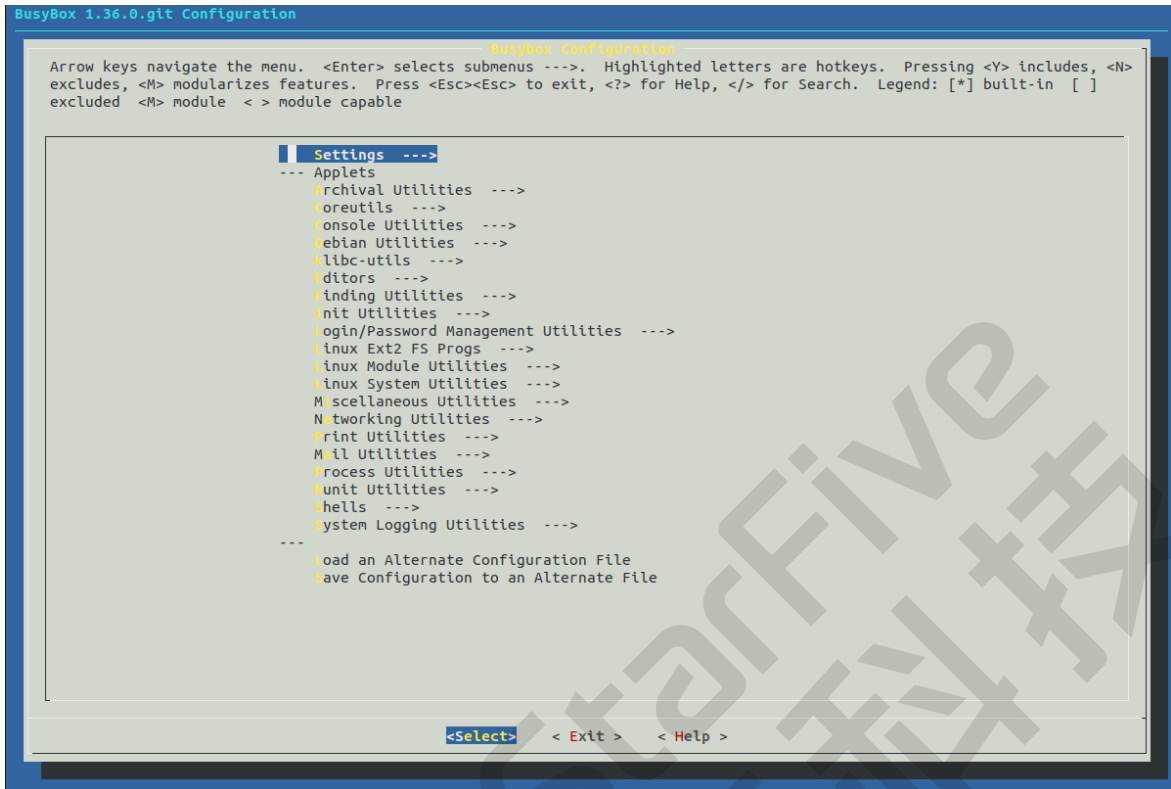 BusyBox 1.36.0.git Configuration
Busybox Configuration
Arrow keys navigate the menu.  <Enter> selects submenus --->.  Highlighted letters are hotkeys.  Pressing <Y> includes, <N>
excludes, <M> modularizes features.  Press <Esc><Esc> to exit, <?> for Help, </> for Search.  Legend: [*] built-in  [ ]
excluded  <M> module  < > module capable
Settings  --->
--- Applets
Archival Utilities  --->
Coreutils  --->
Console Utilities  --->
Debian Utilities  --->
klibc-utils  --->
Editors  --->
Finding Utilities  --->
Init Utilities  --->
Login/Password Management Utilities  --->
Linux Ext2 FS Progs  --->
Linux Module Utilities  --->
Linux System Utilities  --->
Miscellaneous Utilities  --->
Networking Utilities  --->
Print Utilities  --->
Mail Utilities  --->
Process Utilities  --->
Runit Utilities  --->
Shells  --->
System Logging Utilities  --->
---
Load an Alternate Configuration File
Save Configuration to an Alternate File
<Select>    < Exit >    < Help >
StarFive
科技